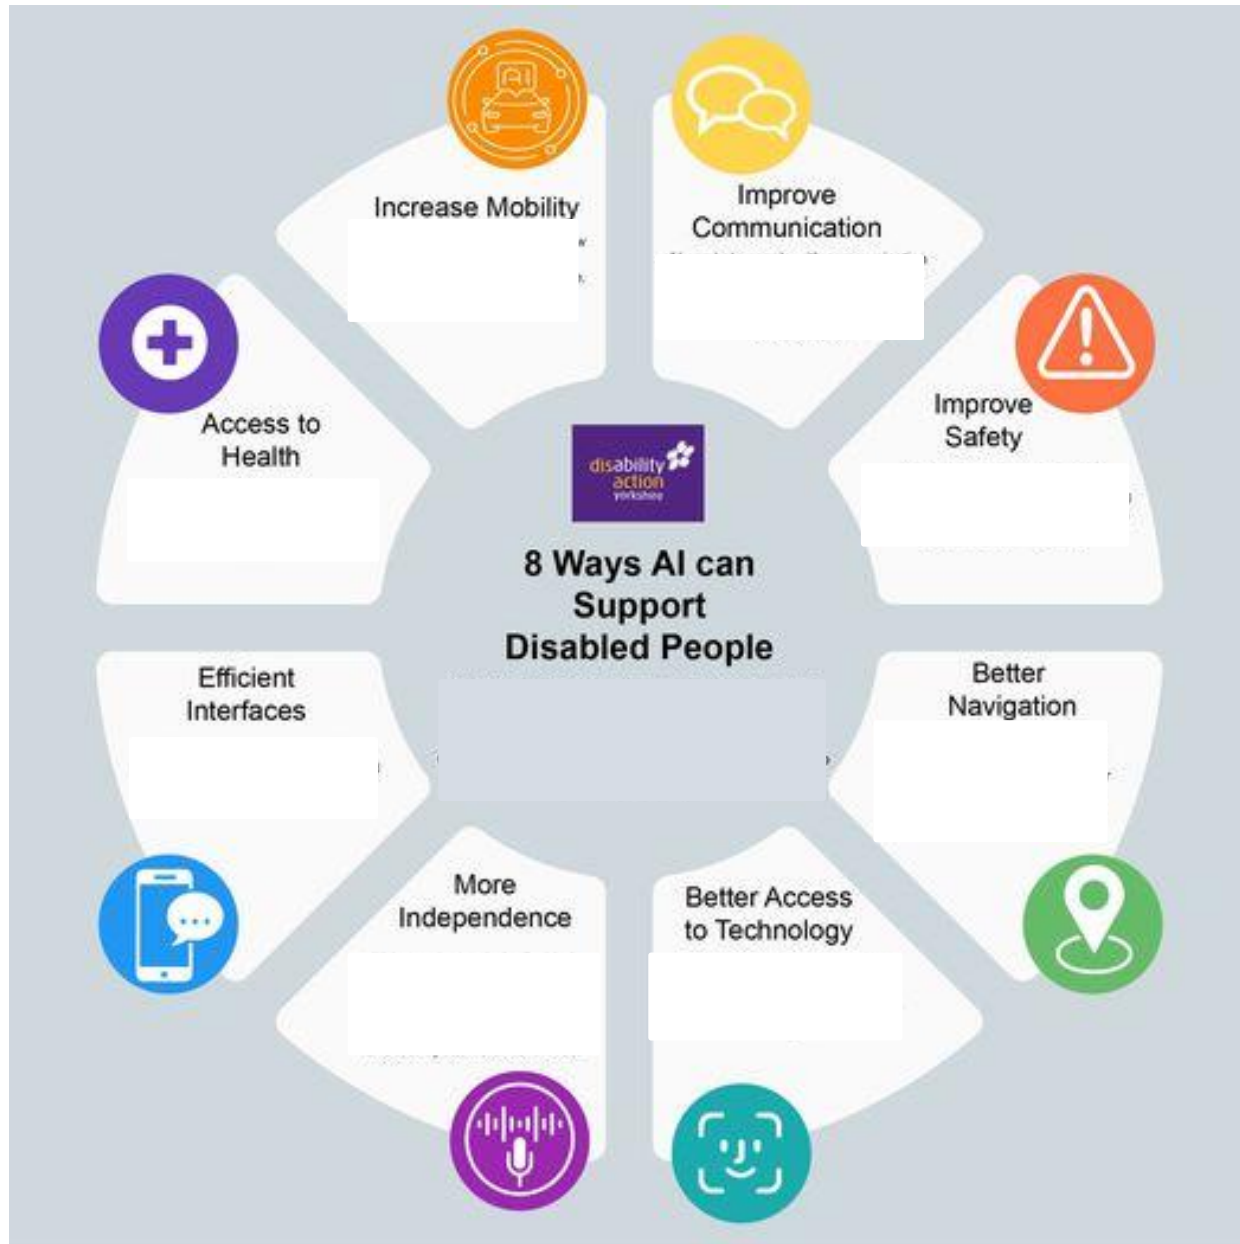 disability
action
yorkshire
8 Ways AI can
Support
Disabled People
AI
Increase Mobility
Improve
Communication
Improve
Safety
Better
Navigation
Better Access
to Technology
More
Independence
Efficient
Interfaces
Access to
Health